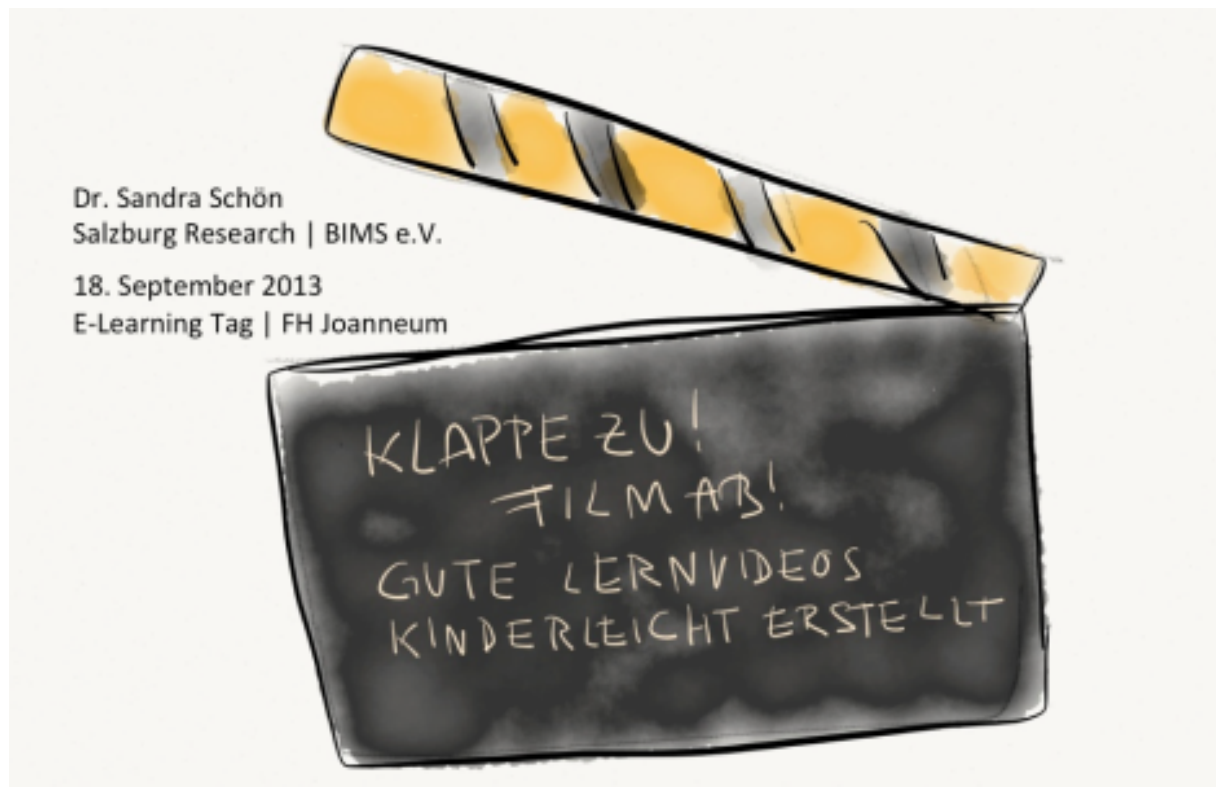 Dr. Sandra Schön
Salzburg Research | BIMS e.V.
18. September 2013
E-Learning Tag | FH Joanneum
KLAPPE ZU!
FILM AB!
GUTE LERNVIDEOS
KINDERLEICHT ERSTELLT